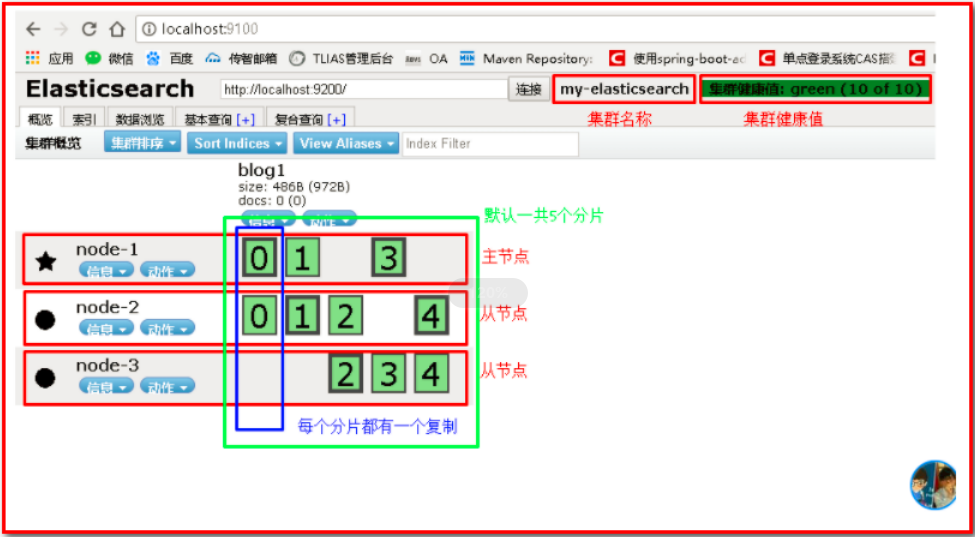 localhost:9100
应用 微信 百度 传智邮箱 TLIAS管理后台 OA Maven Repository: 使用spring-boot-ad 单点登录系统CAS搭
Elasticsearch http://localhost:9200/ 连接 my-elasticsearch 集群健康值: green (10 of 10)
概览 索引 数据浏览 基本查询 [+] 复合查询 [+] 集群名称 集群健康值
集群概览 集群排序 Sort Indices View Aliases Index Filter
blog1
size: 486B (972B)
docs: 0 (0)
信息 动作
默认一共5个分片
node-1 0 1 3 主节点
信息 动作
node-2 0 1 2 4 从节点
信息 动作
node-3 2 3 4 从节点
信息 动作
每个分片都有一个复制